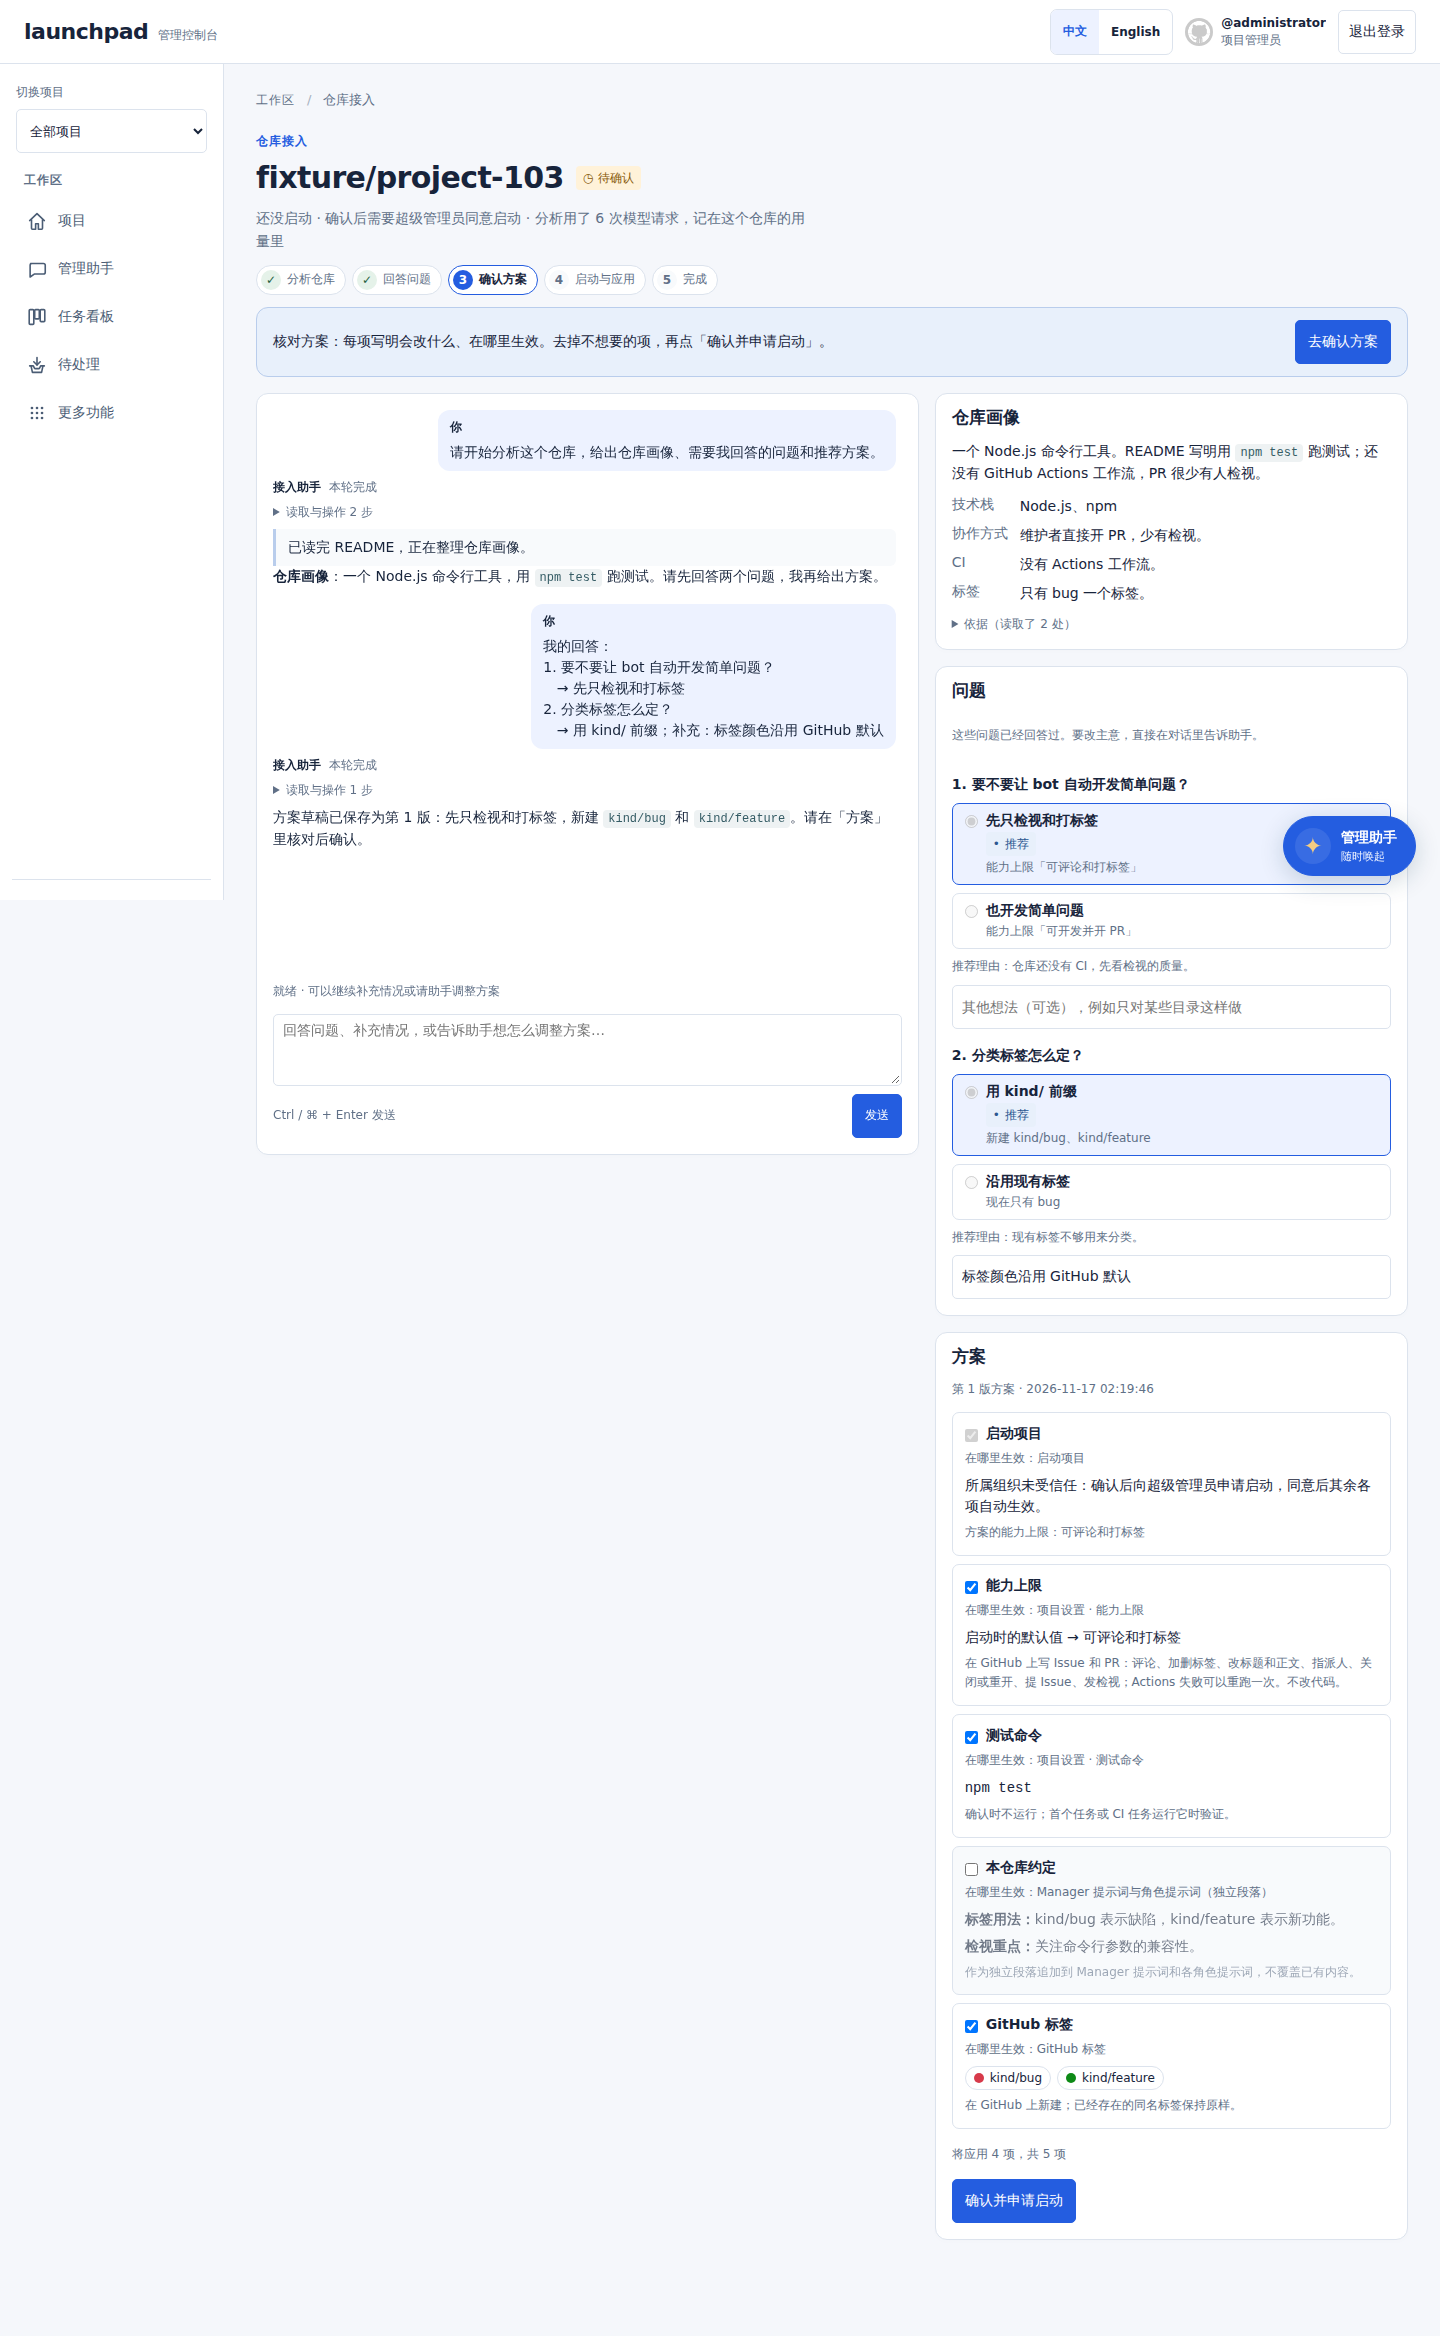 launchpad 管理控制台
中文 English
@administrator
项目管理员
退出登录
切换项目
全部项目
工作区
项目
管理助手
任务看板
待处理
更多功能
工作区 / 仓库接入
仓库接入
fixture/project-103 待确认
还没启动 · 确认后需要超级管理员同意启动 · 分析用了 6 次模型请求，记在这个仓库的用
量里
✓ 分析仓库 ✓ 回答问题 3 确认方案 4 启动与应用 5 完成
核对方案：每项写明会改什么、在哪里生效。去掉不想要的项，再点「确认并申请启动」。
去确认方案
你
请开始分析这个仓库，给出仓库画像、需要我回答的问题和推荐方案。
接入助手 本轮完成
读取与操作 2 步
已读完 README，正在整理仓库画像。
仓库画像：一个 Node.js 命令行工具，用 npm test 跑测试。请先回答两个问题，我再给出方案。
你
我的回答：
1. 要不要让 bot 自动开发简单问题？
→ 先只检视和打标签
2. 分类标签怎么定？
→ 用 kind/ 前缀；补充：标签颜色沿用 GitHub 默认
接入助手 本轮完成
读取与操作 1 步
方案草稿已保存为第 1 版：先只检视和打标签，新建 kind/bug 和 kind/feature。请在「方案」
里核对后确认。
就绪 · 可以继续补充情况或请助手调整方案
回答问题、补充情况，或告诉助手想怎么调整方案…
Ctrl / ⌘ + Enter 发送
发送
仓库画像
一个 Node.js 命令行工具。README 写明用 npm test 跑测试；还
没有 GitHub Actions 工作流，PR 很少有人检视。
技术栈 Node.js、npm
协作方式 维护者直接开 PR，少有检视。
CI 没有 Actions 工作流。
标签 只有 bug 一个标签。
依据（读取了 2 处）
问题
这些问题已经回答过。要改主意，直接在对话里告诉助手。
1. 要不要让 bot 自动开发简单问题？
先只检视和打标签
• 推荐
能力上限「可评论和打标签」
管理助手
随时唤起
也开发简单问题
能力上限「可开发并开 PR」
推荐理由：仓库还没有 CI，先看检视的质量。
其他想法（可选），例如只对某些目录这样做
2. 分类标签怎么定？
用 kind/ 前缀
• 推荐
新建 kind/bug、kind/feature
沿用现有标签
现在只有 bug
推荐理由：现有标签不够用来分类。
标签颜色沿用 GitHub 默认
方案
第 1 版方案 · 2026-11-17 02:19:46
启动项目
在哪里生效：启动项目
所属组织未受信任：确认后向超级管理员申请启动，同意后其余各
项自动生效。
方案的能力上限：可评论和打标签
能力上限
在哪里生效：项目设置 · 能力上限
启动时的默认值 → 可评论和打标签
在 GitHub 上写 Issue 和 PR：评论、加删标签、改标题和正文、指派人、关
闭或重开、提 Issue、发检视；Actions 失败可以重跑一次。不改代码。
测试命令
在哪里生效：项目设置 · 测试命令
npm test
确认时不运行；首个任务或 CI 任务运行它时验证。
本仓库约定
在哪里生效：Manager 提示词与角色提示词（独立段落）
标签用法：kind/bug 表示缺陷，kind/feature 表示新功能。
检视重点：关注命令行参数的兼容性。
作为独立段落追加到 Manager 提示词和各角色提示词，不覆盖已有内容。
GitHub 标签
在哪里生效：GitHub 标签
kind/bug kind/feature
在 GitHub 上新建；已经存在的同名标签保持原样。
将应用 4 项，共 5 项
确认并申请启动